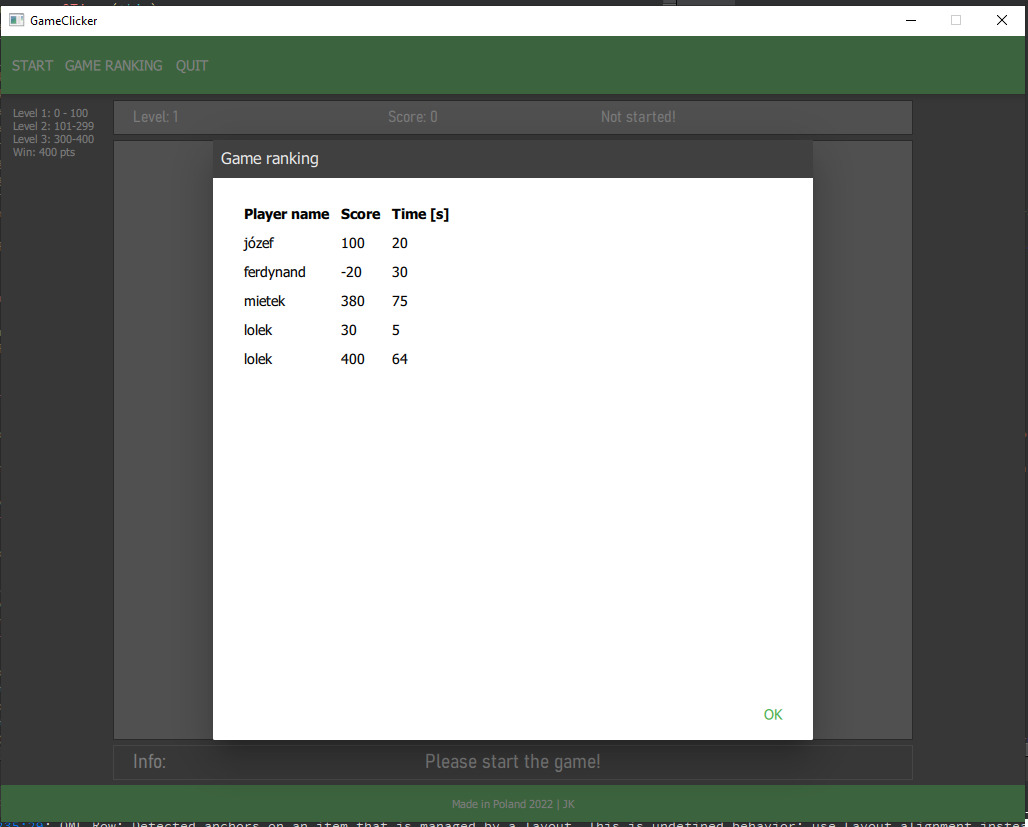 GameClicker
START GAME RANKING QUIT
Level 1: 0 - 100
Level 2: 101-299
Level 3: 300-400
Win: 400 pts
Level: 1 Score: 0 Not started!
Game ranking
Player name Score Time [s]
józef 100 20
ferdynand -20 30
mietek 380 75
lolek 30 5
lolek 400 64
OK
Info: Please start the game!
Made in Poland 2022 | JK
QML Row: Detected anchors on an item that is managed by a layout. This is undefined behavior; use Layout.alignment